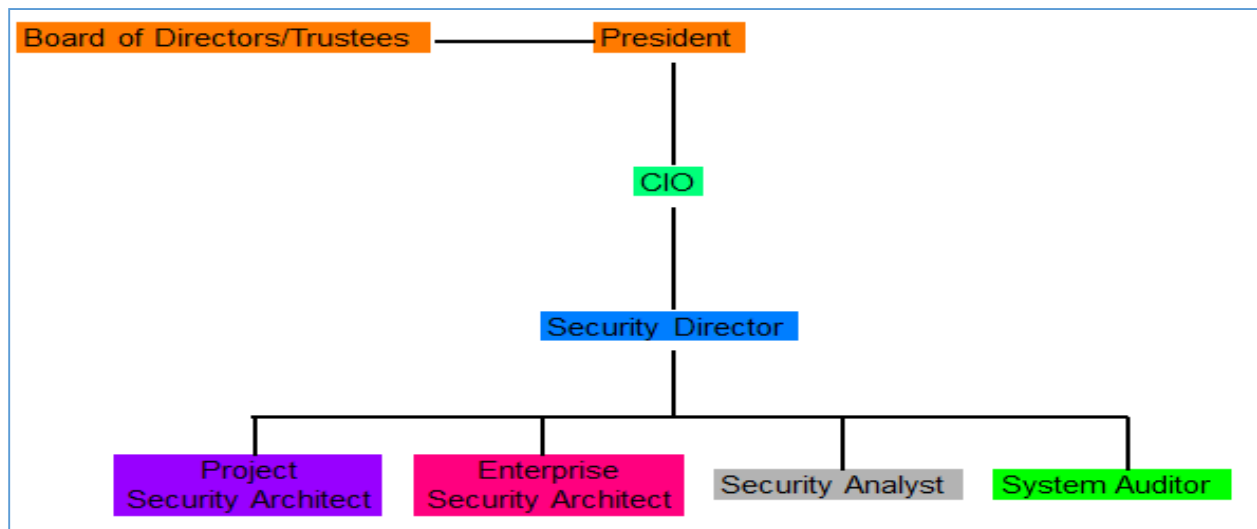 Board of Directors/Trustees
President
CIO
Security Director
Project
Security Architect
Enterprise
Security Architect
Security Analyst
System Auditor